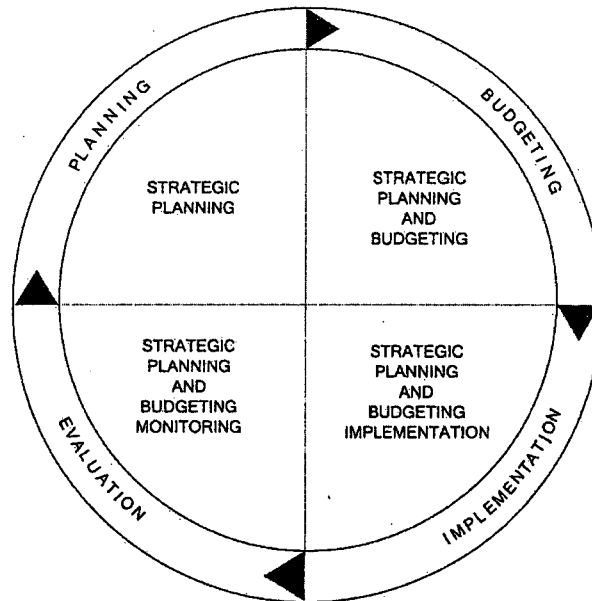 PLANNING
BUDGETING
STRATEGIC
PLANNING
STRATEGIC
PLANNING
AND
BUDGETING
STRATEGIC
PLANNING
AND
BUDGETING
MONITORING
STRATEGIC
PLANNING
AND
BUDGETING
IMPLEMENTATION
EVALUATION
IMPLEMENTATION